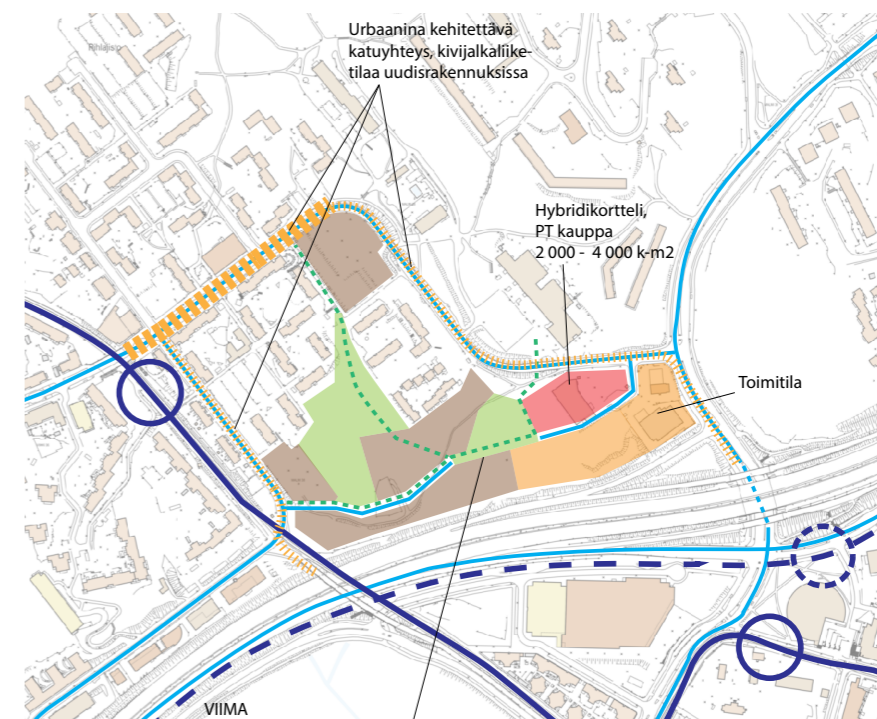 Urbaanina kehitettävä
katuyhteys, kivijalkaliike-
tilaa uudisrakennuksissa
Hybridikortteli,
PT kauppa
2 000 - 4 000 k-m2
Toimitila
VIIMA